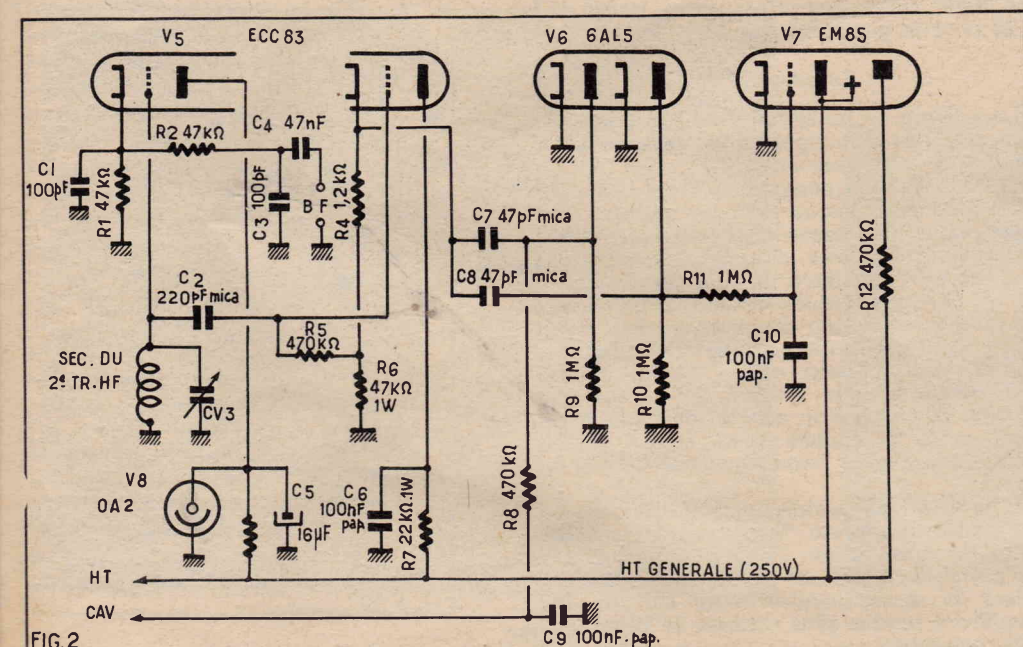 V5 ECC83
V6 6AL5
V7 EM85
R2 47kΩ
C4 47nF
C1
100pF
R1 47kΩ
C3 100pF
BF
R4 1,2kΩ
C7 47pF mica
C8 47pF mica
R11 1MΩ
R12 470kΩ
C2
220pF mica
R5
470kΩ
C10
100nF
pap.
SEC. DU
2e TR. HF
CV3
R6
47kΩ
1W
R9 1MΩ
R10 1MΩ
V8
OA2
C5
16µF
C6
100nF
pap.
R7 22kΩ.1W
R8 470kΩ
HT
HT GENERALE (250V)
CAV
C9 100nF.pap.
FIG.2